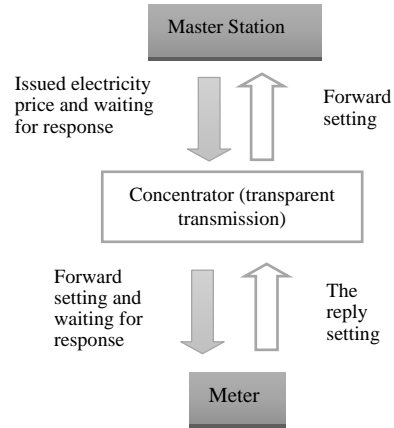 Master Station
Issued electricity
price and waiting
for response
Forward
setting
Concentrator (transparent
transmission)
Forward
setting and
waiting for
response
The
reply
setting
Meter